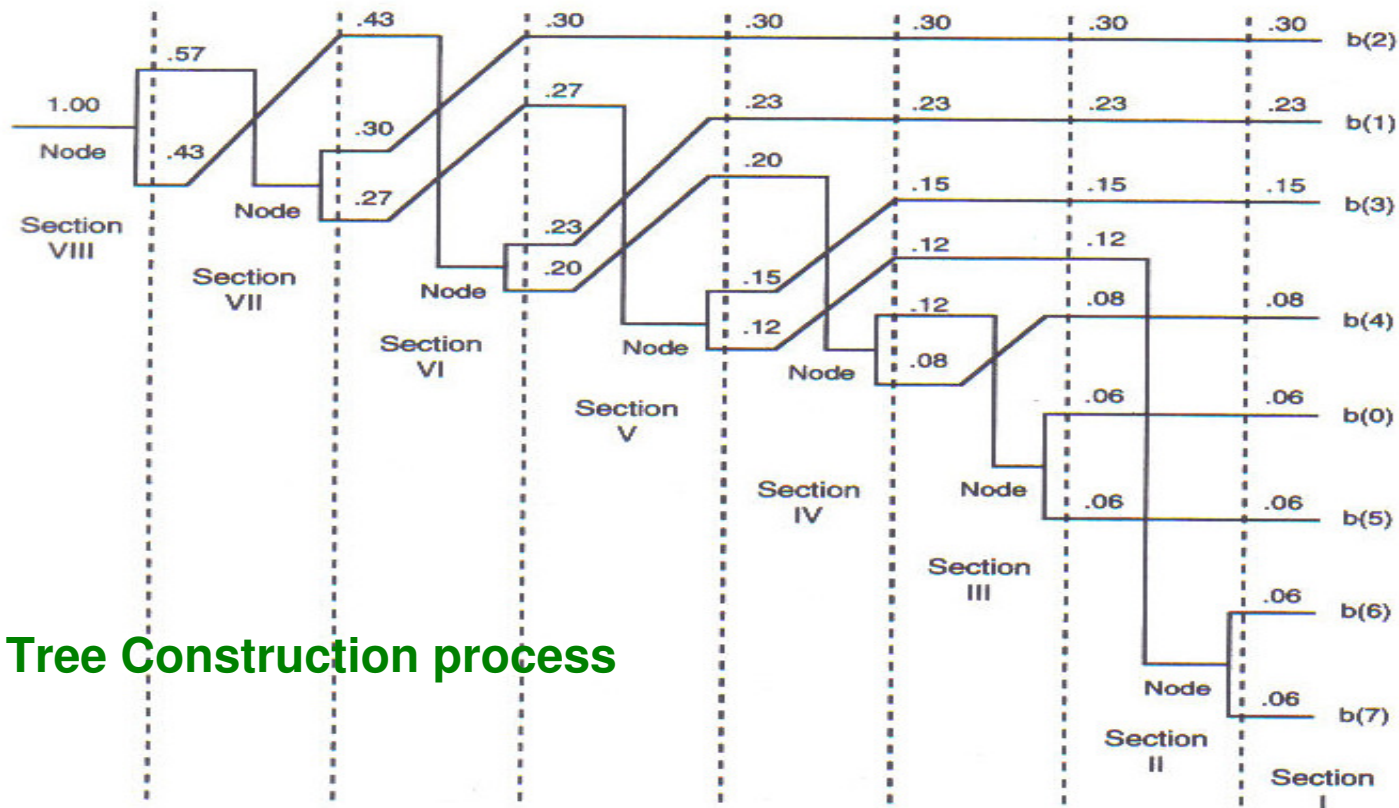 .43 .30 .30 .30 .30 .30
b(2)
.57
1.00
Node
.43
.30
.27
.27
Node
.23 .23 .23 .23
b(1)
.20
.23
.20
Node
.15 .15 .15
b(3)
.12 .12
.15
.12
Node
.08 .08
b(4)
.12
.08
Node
.06 .06
b(0)
Node
.06 .06
b(5)
.06
b(6)
Node
.06
b(7)
Section
VIII
Section
VII
Section
VI
Section
V
Section
IV
Section
III
Section
II
Section
I
Tree Construction process